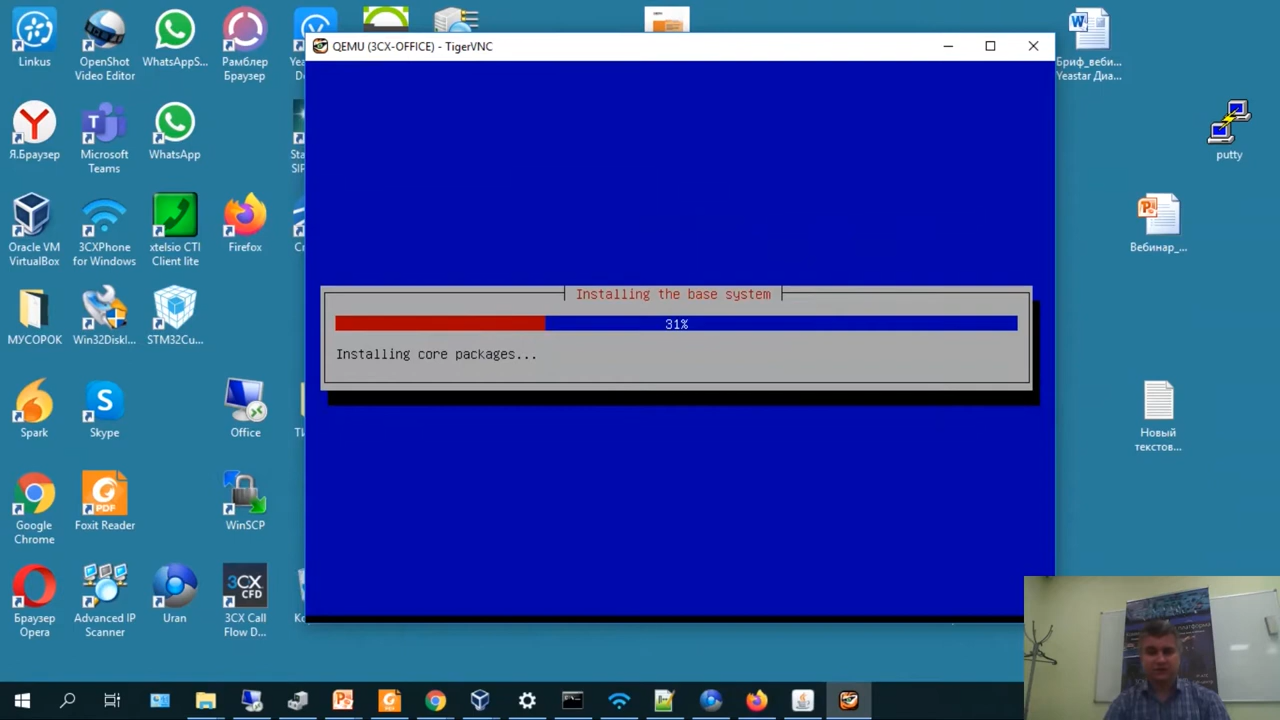 QEMU (3CX-OFFICE) - TigerVNC
Linkus
OpenShot
Video Editor
WhatsAppS...
Рамблер
Браузер
Бриф_веби...
Yeastar Диа...
Я.Браузер
Microsoft
Teams
WhatsApp
putty
Oracle VM
VirtualBox
3CXPhone
for Windows
xtelsio CTI
Client lite
Firefox
Вебинар_...
Installing the base system
31%
Installing core packages...
МУСОРОК
Win32DiskI...
STM32Cu...
Spark
Skype
Office
Новый
текстов...
Google
Chrome
Foxit Reader
PDF
WinSCP
Браузер
Opera
Advanced IP
Scanner
Uran
3CX
CFD
3CX Call
Flow D...